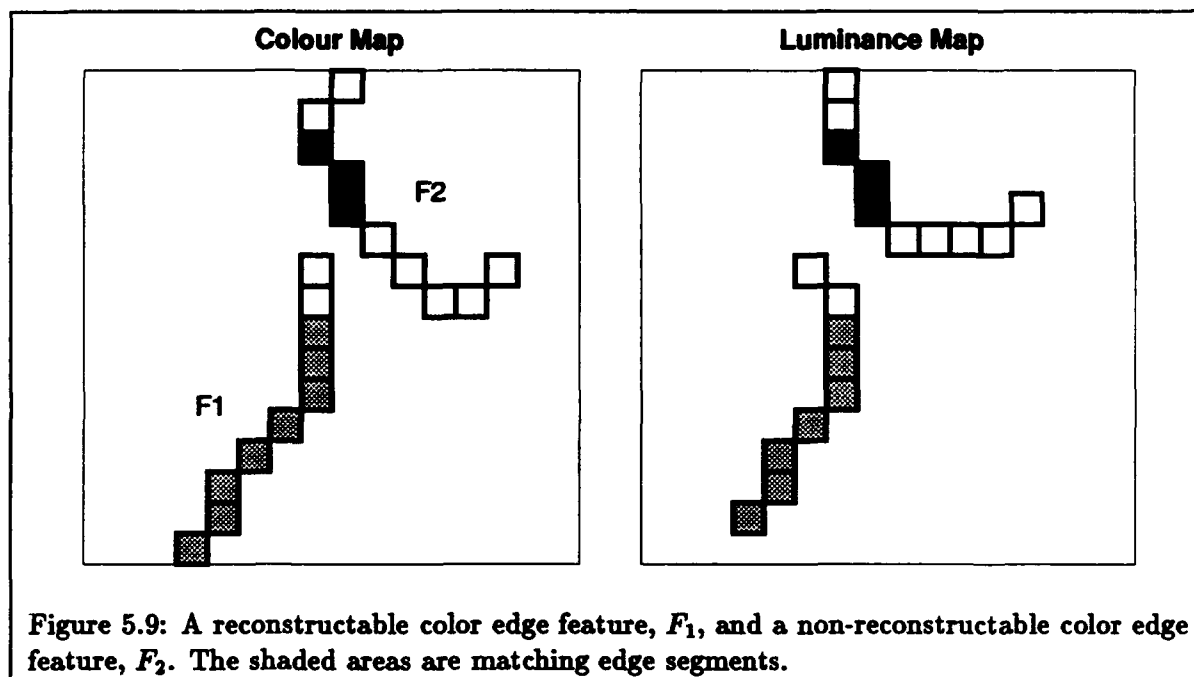 Colour Map
Luminance Map
F2
F1
Figure 5.9: A reconstructable color edge feature, F₁, and a non-reconstructable color edge
feature, F₂. The shaded areas are matching edge segments.